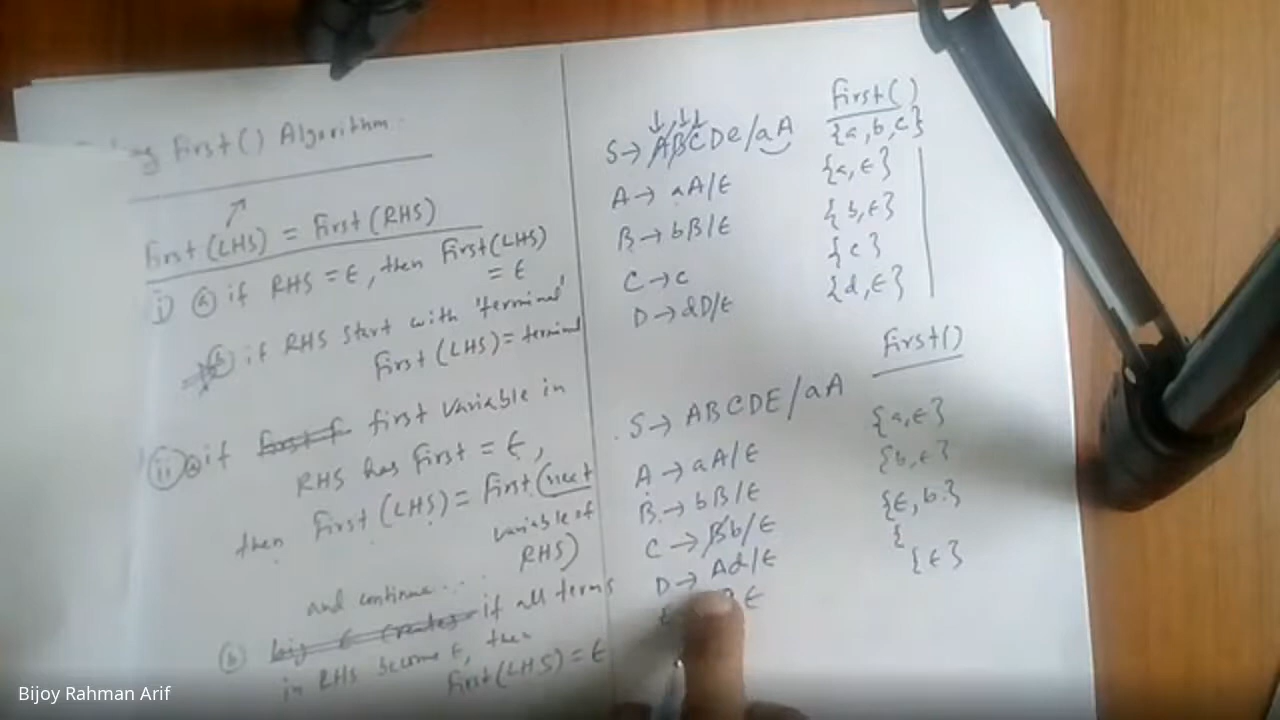 First() Algorithm.
First(LHS) = First(RHS)
i) a if RHS = ϵ, then First(LHS)
= ϵ
b if RHS start with 'terminal'
First(LHS) = terminal
ii) a if first variable in
RHS has First = ϵ,
then First(LHS) = First(next
variable of
RHS)
and continue...
b if all terms
in RHS become ϵ, then
First(LHS) = ϵ
First()
S → ABCDe/aA {a,b,c}
A → aA/ϵ {a,ϵ}
B → bB/ϵ {b,ϵ}
C → c {c}
D → dD/ϵ {d,ϵ}
First()
S → ABCDE/aA
A → aA/ϵ {a,ϵ}
B → bB/ϵ {b,ϵ}
C → Bb/ϵ {ϵ,b}
D → Ad/ϵ {
ϵ {ϵ}
Bijoy Rahman Arif